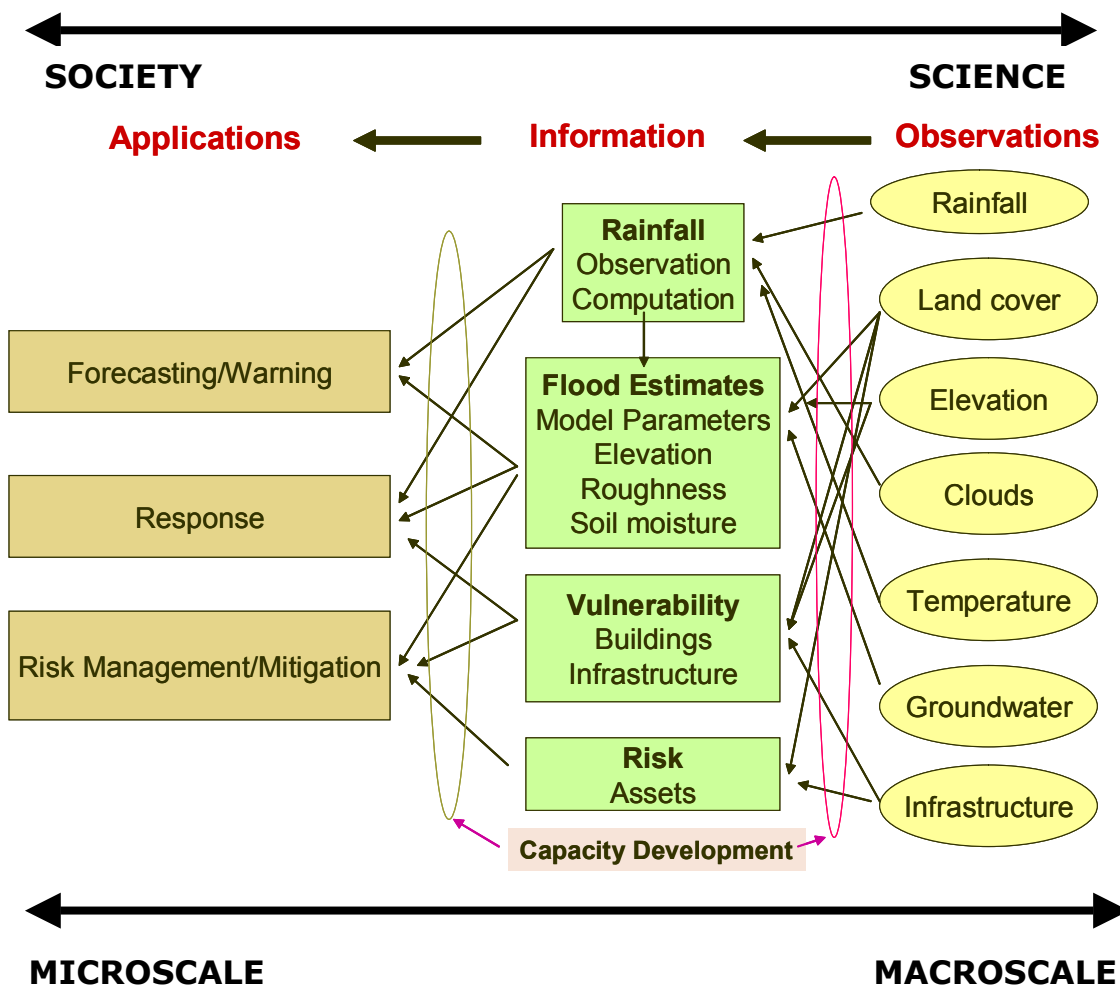 SOCIETY
SCIENCE
Applications
Information
Observations
Rainfall
Observation
Computation
Flood Estimates
Model Parameters
Elevation
Roughness
Soil moisture
Vulnerability
Buildings
Infrastructure
Risk
Assets
Capacity Development
Forecasting/Warning
Response
Risk Management/Mitigation
Rainfall
Land cover
Elevation
Clouds
Temperature
Groundwater
Infrastructure
MICROSCALE
MACROSCALE